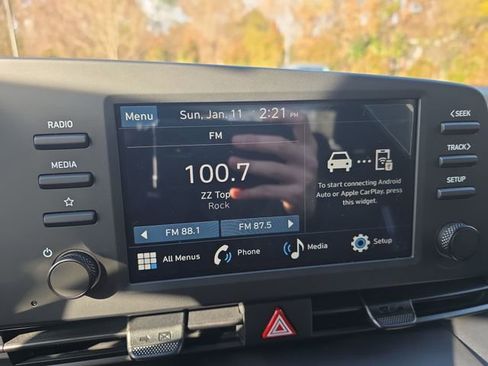 Menu Sun, Jan. 11 2:21 PM
FM
100.7
ZZ Top
Rock
FM 88.1 FM 87.5
To start connecting Android
Auto or Apple CarPlay, press
this widget.
All Menus Phone Media Setup
RADIO
MEDIA
<SEEK
TRACK>
SETUP